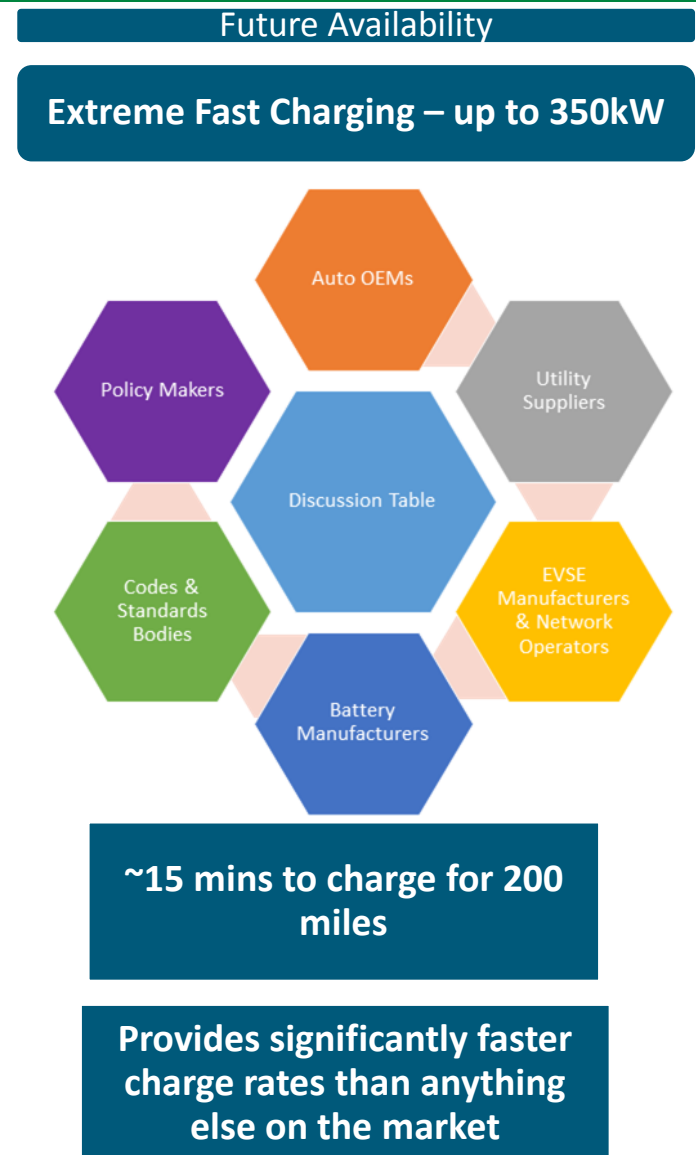 Future Availability
Extreme Fast Charging – up to 350kW
Auto OEMs
Policy Makers
Utility
Suppliers
Discussion Table
Codes &
Standards
Bodies
EVSE
Manufacturers
& Network
Operators
Battery
Manufacturers
~15 mins to charge for 200
miles
Provides significantly faster
charge rates than anything
else on the market